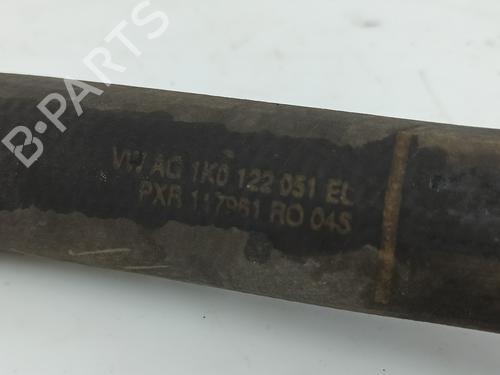 B-PARTS
VW AG 1K0 122 051 EL
PXR 117961 RO 04S